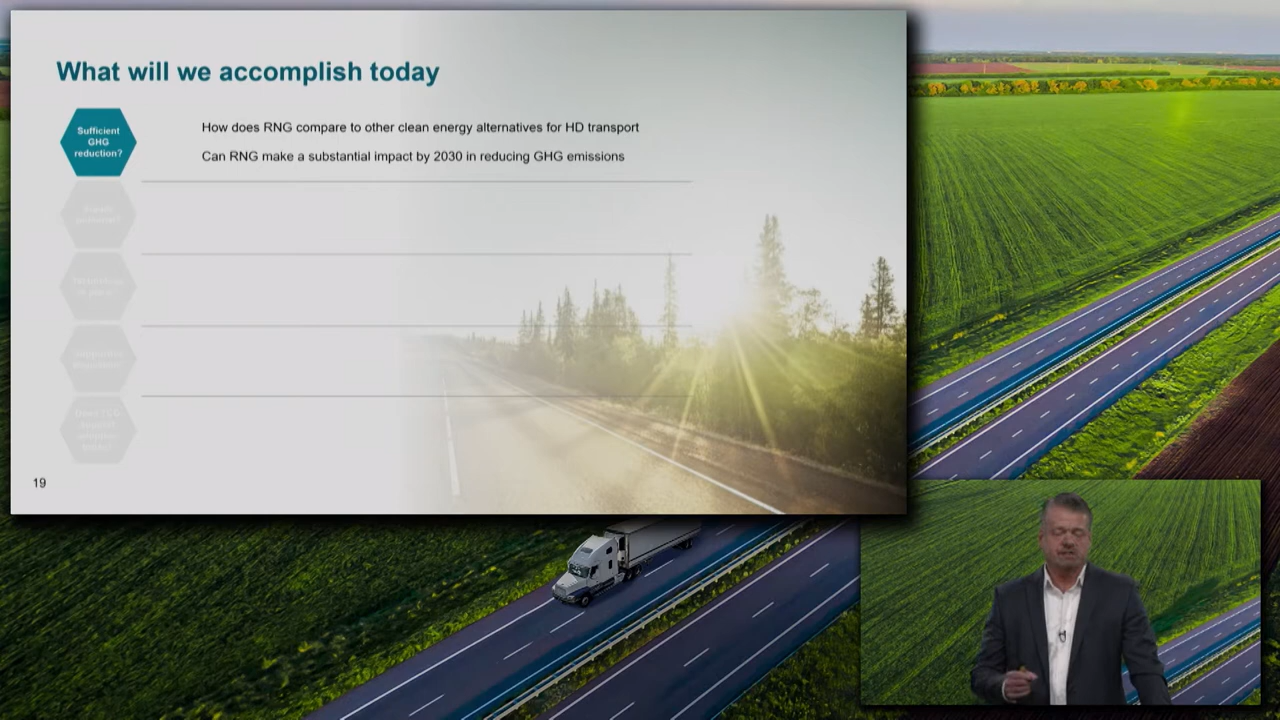 What will we accomplish today
Sufficient
GHG
reduction?
How does RNG compare to other clean energy alternatives for HD transport
Can RNG make a substantial impact by 2030 in reducing GHG emissions
19